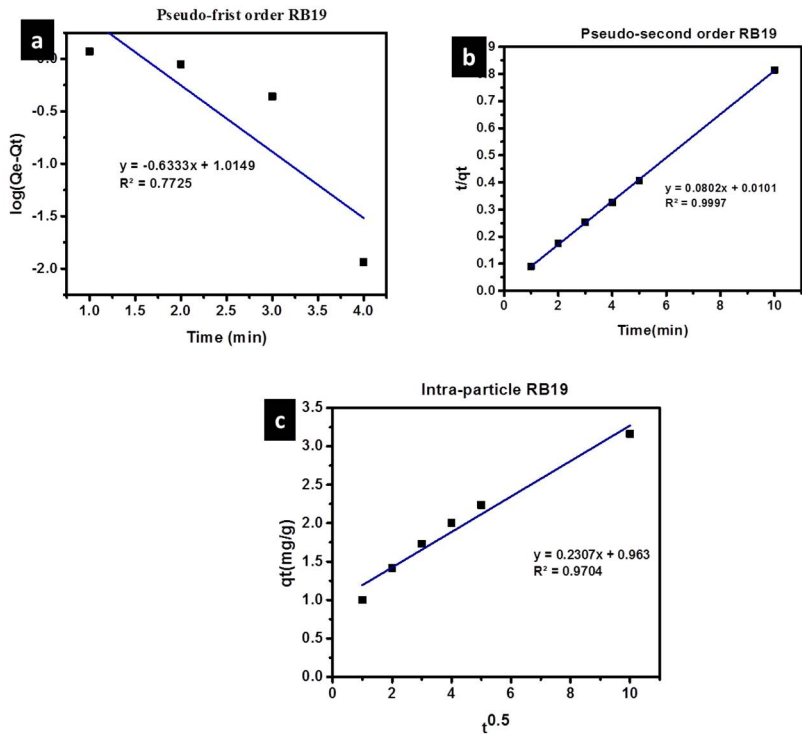 a
Pseudo-frist order RB19
log(Qe-Qt)
0.0
-0.5
-1.0
-1.5
-2.0
y = -0.6333x + 1.0149
R² = 0.7725
1.0 1.5 2.0 2.5 3.0 3.5 4.0
Time (min)
b
Pseudo-second order RB19
t/qt
0.9
0.8
0.7
0.6
0.5
0.4
0.3
0.2
0.1
0.0
y = 0.0802x + 0.0101
R² = 0.9997
0 2 4 6 8 10
Time(min)
c
Intra-particle RB19
qt(mg/g)
3.5
3.0
2.5
2.0
1.5
1.0
0.5
0.0
y = 0.2307x + 0.963
R² = 0.9704
0 2 4 6 8 10
t^0.5